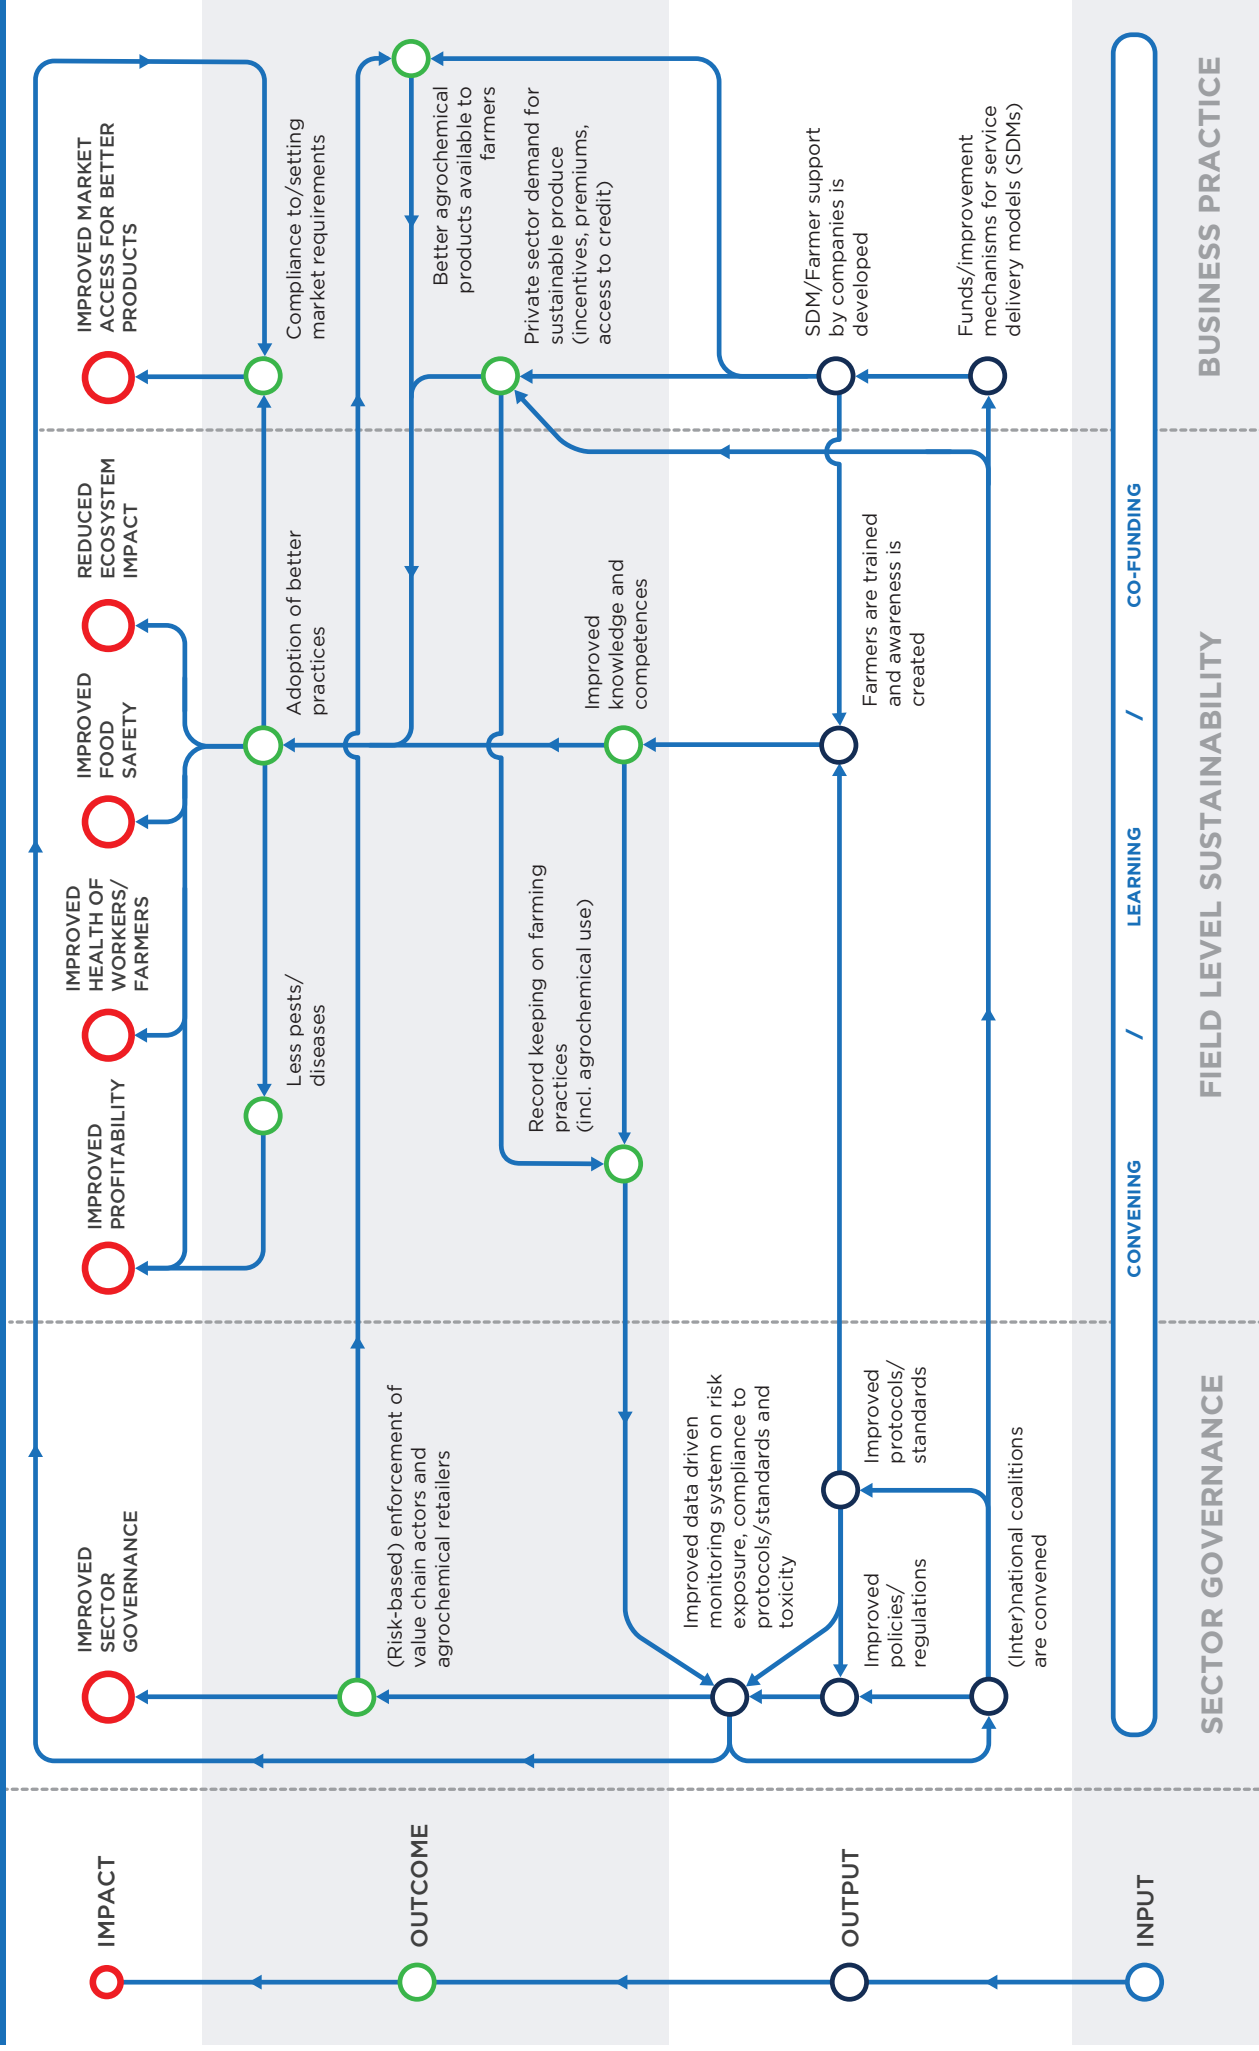 IMPACT
OUTCOME
OUTPUT
INPUT
IMPROVED
SECTOR
GOVERNANCE
IMPROVED
PROFITABILITY
IMPROVED
HEALTH OF
WORKERS/
FARMERS
IMPROVED
FOOD
SAFETY
REDUCED
ECOSYSTEM
IMPACT
IMPROVED MARKET
ACCESS FOR BETTER
PRODUCTS
Less pests/
diseases
Adoption of better
practices
Compliance to/setting
market requirements
(Risk-based) enforcement of
value chain actors and
agrochemical retailers
Better agrochemical
products available to
farmers
Record keeping on farming
practices
(incl. agrochemical use)
Private sector demand for
sustainable produce
(incentives, premiums,
access to credit)
Improved
knowledge and
competences
Improved data driven
monitoring system on risk
exposure, compliance to
protocols/standards and
toxicity
Improved
policies/
regulations
Improved
protocols/
standards
Farmers are trained
and awareness is
created
SDM/Farmer support
by companies is
developed
(Inter)national coalitions
are convened
Funds/improvement
mechanisms for service
delivery models (SDMs)
CONVENING / LEARNING / CO-FUNDING
SECTOR GOVERNANCE
FIELD LEVEL SUSTAINABILITY
BUSINESS PRACTICE